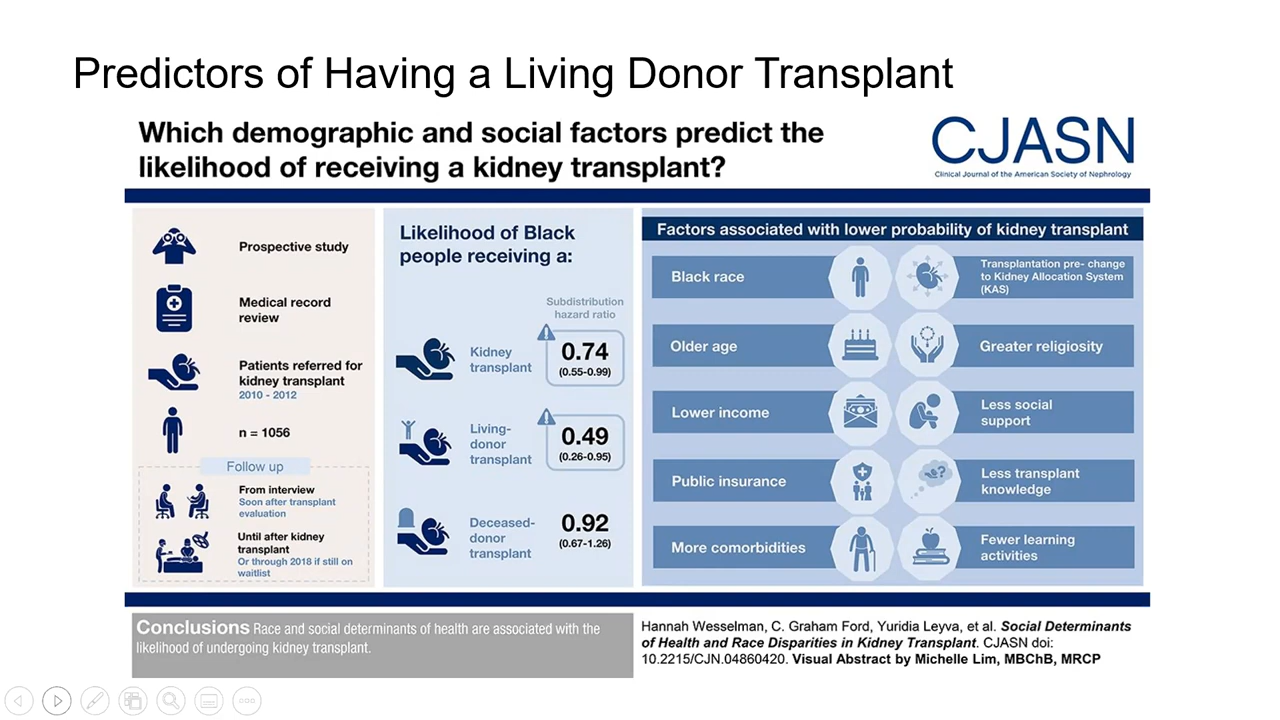 Predictors of Having a Living Donor Transplant
Which demographic and social factors predict the
likelihood of receiving a kidney transplant?
CJASN
Clinical Journal of the American Society of Nephrology
Prospective study
Medical record
review
Patients referred for
kidney transplant
2010 - 2012
n = 1056
Follow up
From interview
Soon after transplant
evaluation
Until after kidney
transplant
Or through 2018 if still on
waitlist
Likelihood of Black
people receiving a:
Subdistribution
hazard ratio
Kidney
transplant
0.74
(0.55-0.99)
Living-
donor
transplant
0.49
(0.26-0.95)
Deceased-
donor
transplant
0.92
(0.67-1.26)
Factors associated with lower probability of kidney transplant
Black race
Transplantation pre- change
to Kidney Allocation System
(KAS)
Older age
Greater religiosity
Lower income
Less social
support
Public insurance
Less transplant
knowledge
More comorbidities
Fewer learning
activities
Conclusions Race and social determinants of health are associated with the
likelihood of undergoing kidney transplant.
Hannah Wesselman, C. Graham Ford, Yuridia Leyva, et al. Social Determinants
of Health and Race Disparities in Kidney Transplant. CJASN doi:
10.2215/CJN.04860420. Visual Abstract by Michelle Lim, MBChB, MRCP